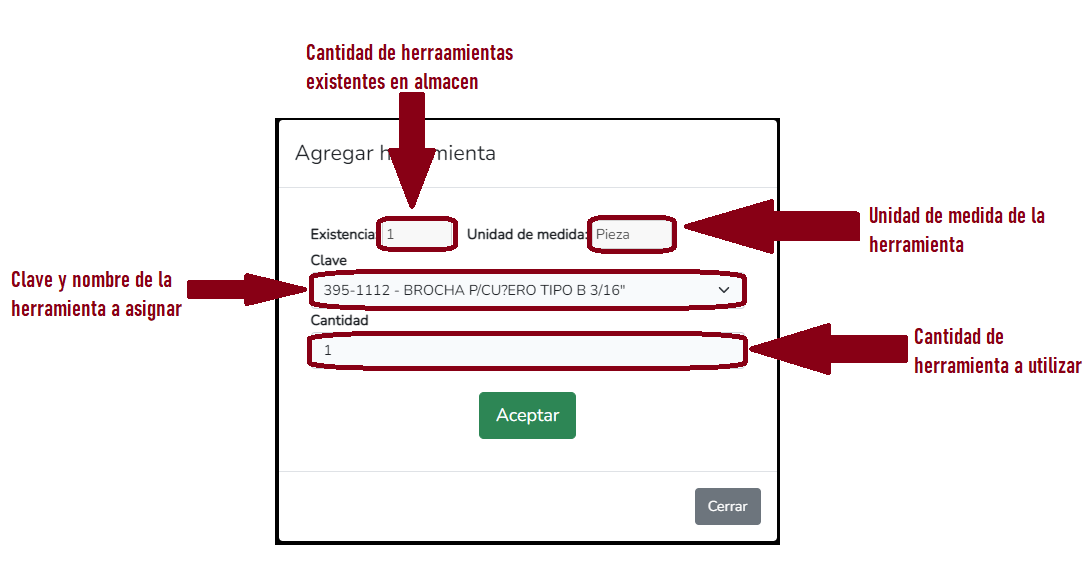 Cantidad de herraamientas
existentes en almacen
Agregar h mienta
Existencia 1 Unidad de medida: Pieza
Unidad de medida de la
herramienta
Clave
Clave y nombre de la
herramienta a asignar
395-1112 - BROCHA P/CU?ERO TIPO B 3/16"
Cantidad
1
Cantidad de
herramienta a utilizar
Aceptar
Cerrar